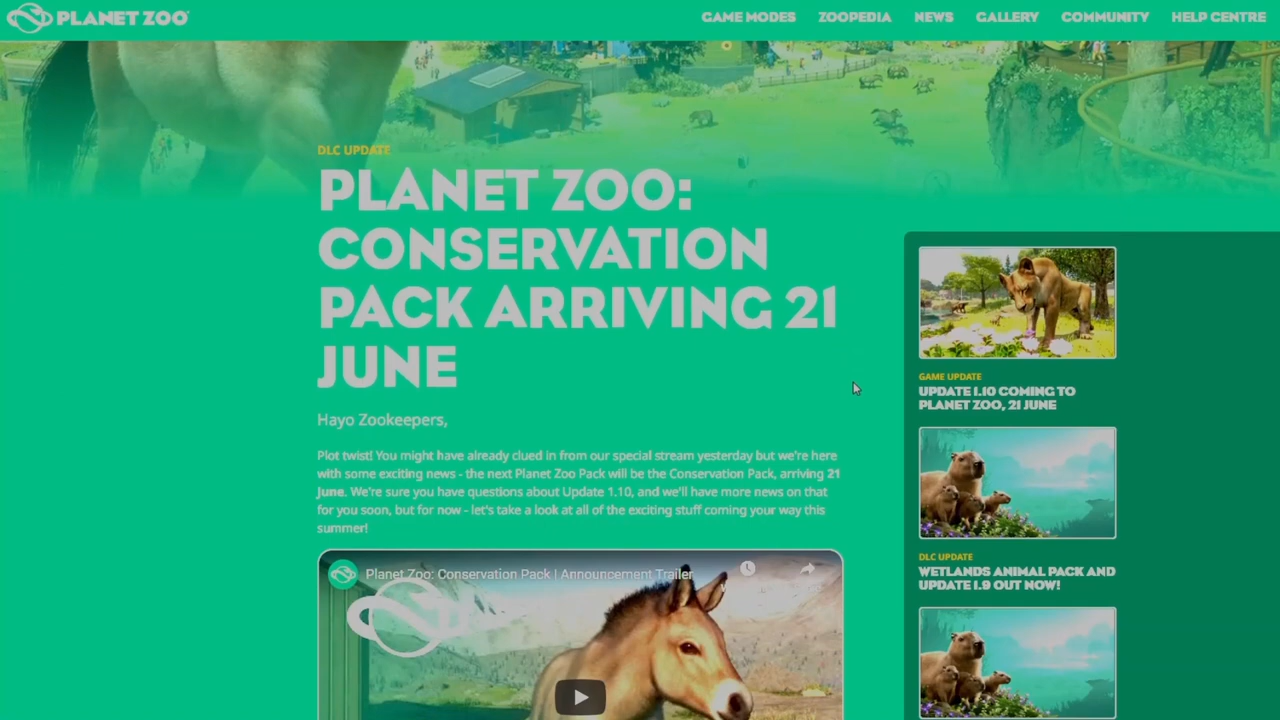 PLANET ZOO
GAME MODES ZOOPEDIA NEWS GALLERY COMMUNITY HELP CENTRE
DLC UPDATE
PLANET ZOO:
CONSERVATION
PACK ARRIVING 21
JUNE
Hayo Zookeepers,
Plot twist! You might have already clued in from our special stream yesterday but we're here
with some exciting news - the next Planet Zoo Pack will be the Conservation Pack, arriving 21
June. We're sure you have questions about Update 1.10, and we'll have more news on that
for you soon, but for now - let's take a look at all of the exciting stuff coming your way this
summer!
Planet Zoo: Conservation Pack | Announcement Trailer
GAME UPDATE
UPDATE 1.10 COMING TO
PLANET ZOO, 21 JUNE
DLC UPDATE
WETLANDS ANIMAL PACK AND
UPDATE 1.9 OUT NOW!